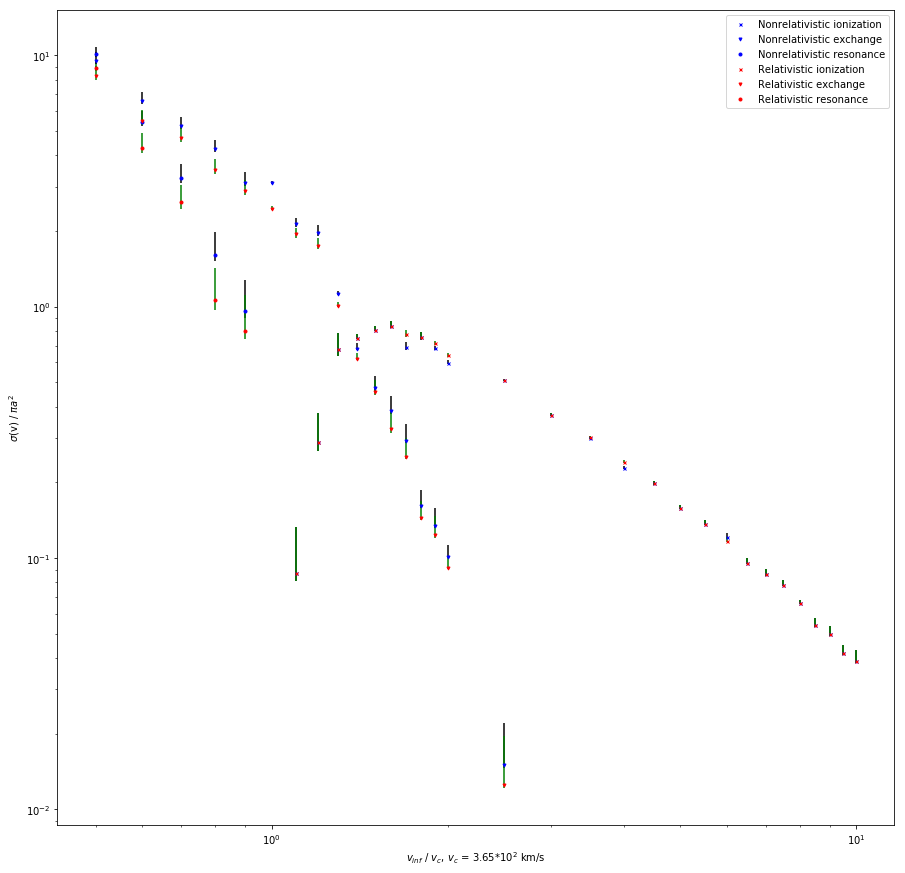 Nonrelativistic ionization
Nonrelativistic exchange
Nonrelativistic resonance
Relativistic ionization
Relativistic exchange
Relativistic resonance
10¹
10⁰
10⁻¹
10⁻²
σ(v) / πa²
10⁰ 10¹
v_inf / v_c, v_c = 3.65*10² km/s